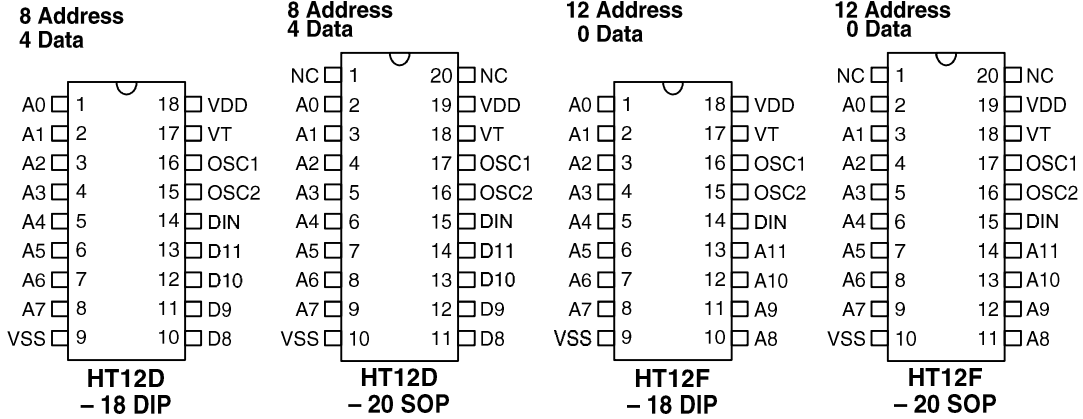 8 Address
4 Data
A0 1 18 VDD
A1 2 17 VT
A2 3 16 OSC1
A3 4 15 OSC2
A4 5 14 DIN
A5 6 13 D11
A6 7 12 D10
A7 8 11 D9
VSS 9 10 D8
HT12D
– 18 DIP
8 Address
4 Data
NC 1 20 NC
A0 2 19 VDD
A1 3 18 VT
A2 4 17 OSC1
A3 5 16 OSC2
A4 6 15 DIN
A5 7 14 D11
A6 8 13 D10
A7 9 12 D9
VSS 10 11 D8
HT12D
– 20 SOP
12 Address
0 Data
A0 1 18 VDD
A1 2 17 VT
A2 3 16 OSC1
A3 4 15 OSC2
A4 5 14 DIN
A5 6 13 A11
A6 7 12 A10
A7 8 11 A9
VSS 9 10 A8
HT12F
– 18 DIP
12 Address
0 Data
NC 1 20 NC
A0 2 19 VDD
A1 3 18 VT
A2 4 17 OSC1
A3 5 16 OSC2
A4 6 15 DIN
A5 7 14 A11
A6 8 13 A10
A7 9 12 A9
VSS 10 11 A8
HT12F
– 20 SOP